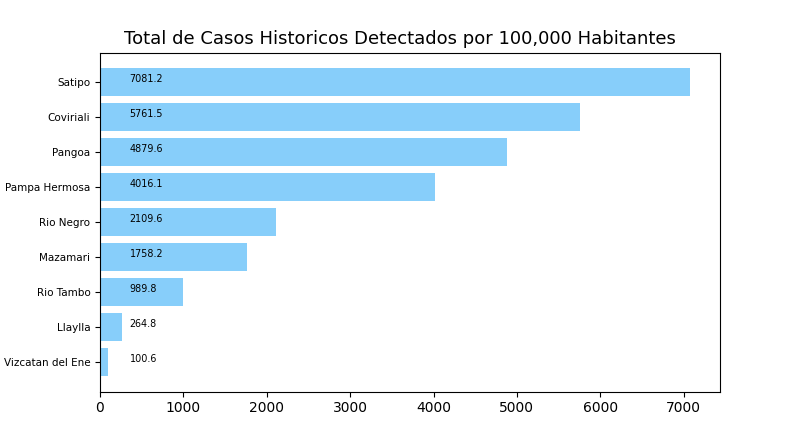 Total de Casos Historicos Detectados por 100,000 Habitantes
Satipo 7081.2
Coviriali 5761.5
Pangoa 4879.6
Pampa Hermosa 4016.1
Rio Negro 2109.6
Mazamari 1758.2
Rio Tambo 989.8
Llaylla 264.8
Vizcatan del Ene 100.6
0 1000 2000 3000 4000 5000 6000 7000